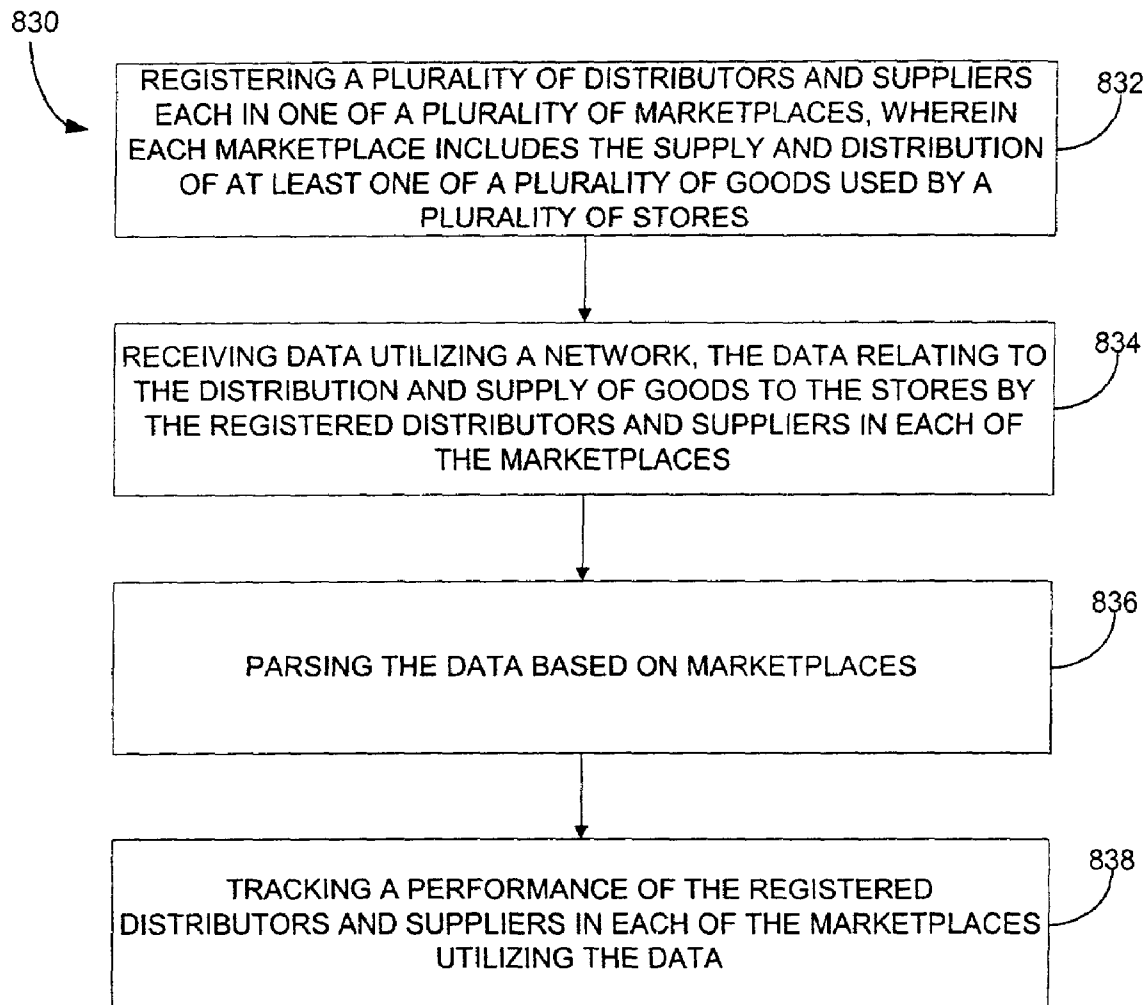 830
REGISTERING A PLURALITY OF DISTRIBUTORS AND SUPPLIERS
EACH IN ONE OF A PLURALITY OF MARKETPLACES, WHEREIN
EACH MARKETPLACE INCLUDES THE SUPPLY AND DISTRIBUTION
OF AT LEAST ONE OF A PLURALITY OF GOODS USED BY A
PLURALITY OF STORES
832
RECEIVING DATA UTILIZING A NETWORK, THE DATA RELATING TO
THE DISTRIBUTION AND SUPPLY OF GOODS TO THE STORES BY
THE REGISTERED DISTRIBUTORS AND SUPPLIERS IN EACH OF
THE MARKETPLACES
834
PARSING THE DATA BASED ON MARKETPLACES
836
TRACKING A PERFORMANCE OF THE REGISTERED
DISTRIBUTORS AND SUPPLIERS IN EACH OF THE MARKETPLACES
UTILIZING THE DATA
838